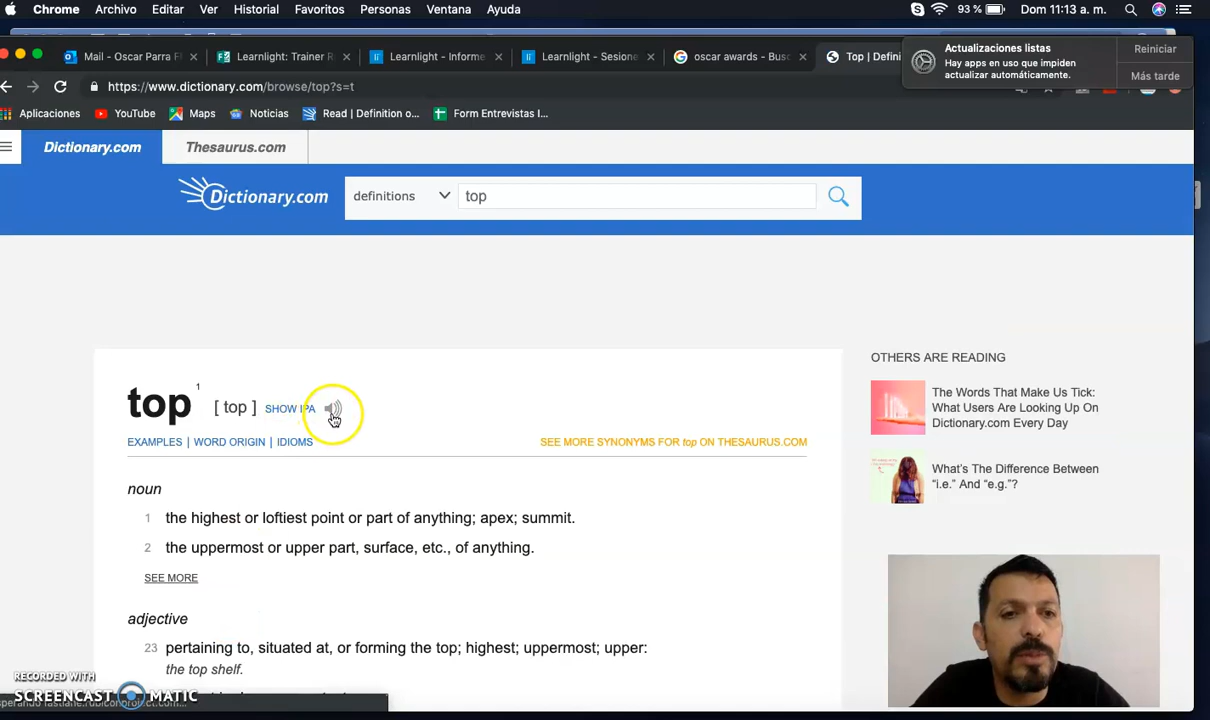 Chrome Archivo Editar Ver Historial Favoritos Personas Ventana Ayuda 93 % Dom 11:13 a. m.
Mail - Oscar Parra F
Learnlight: Trainer R
Learnlight - Informe
Learnlight - Sesione
oscar awards - Busc
Top | Defini
Actualizaciones listas
Hay apps en uso que impiden
actualizar automáticamente.
Reiniciar
Más tarde
https://www.dictionary.com/browse/top?s=t
Aplicaciones YouTube Maps Noticias Read | Definition o... Form Entrevistas I...
Dictionary.com Thesaurus.com
Dictionary.com definitions top
top 1 [ top ] SHOW IPA
EXAMPLES | WORD ORIGIN | IDIOMS
SEE MORE SYNONYMS FOR top ON THESAURUS.COM
noun
1 the highest or loftiest point or part of anything; apex; summit.
2 the uppermost or upper part, surface, etc., of anything.
SEE MORE
adjective
23 pertaining to, situated at, or forming the top; highest; uppermost; upper:
the top shelf.
OTHERS ARE READING
The Words That Make Us Tick:
What Users Are Looking Up On
Dictionary.com Every Day
What's The Difference Between
“i.e.” And “e.g.”?
RECORDED WITH
SCREENCAST MATIC